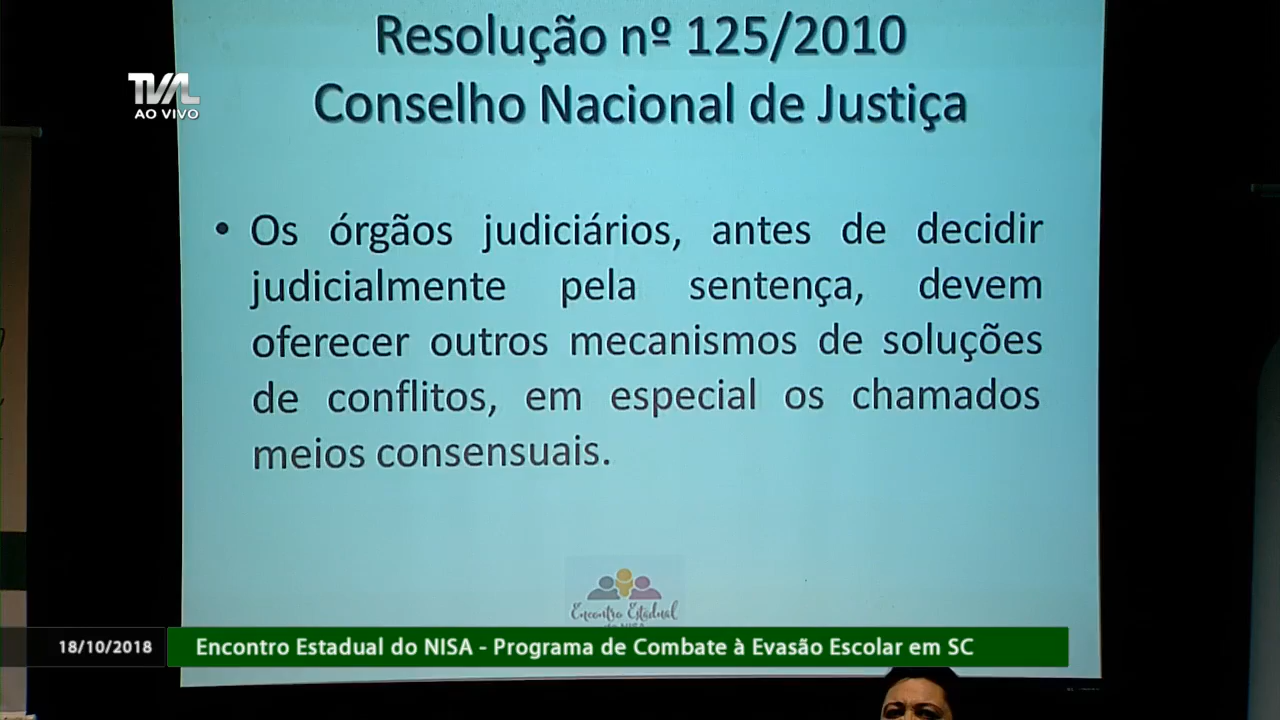 Resolução nº 125/2010
Conselho Nacional de Justiça
TVAL
AO VIVO
• Os órgãos judiciários, antes de decidir
judicialmente pela sentença, devem
oferecer outros mecanismos de soluções
de conflitos, em especial os chamados
meios consensuais.
Encontro Estadual
18/10/2018
Encontro Estadual do NISA - Programa de Combate à Evasão Escolar em SC